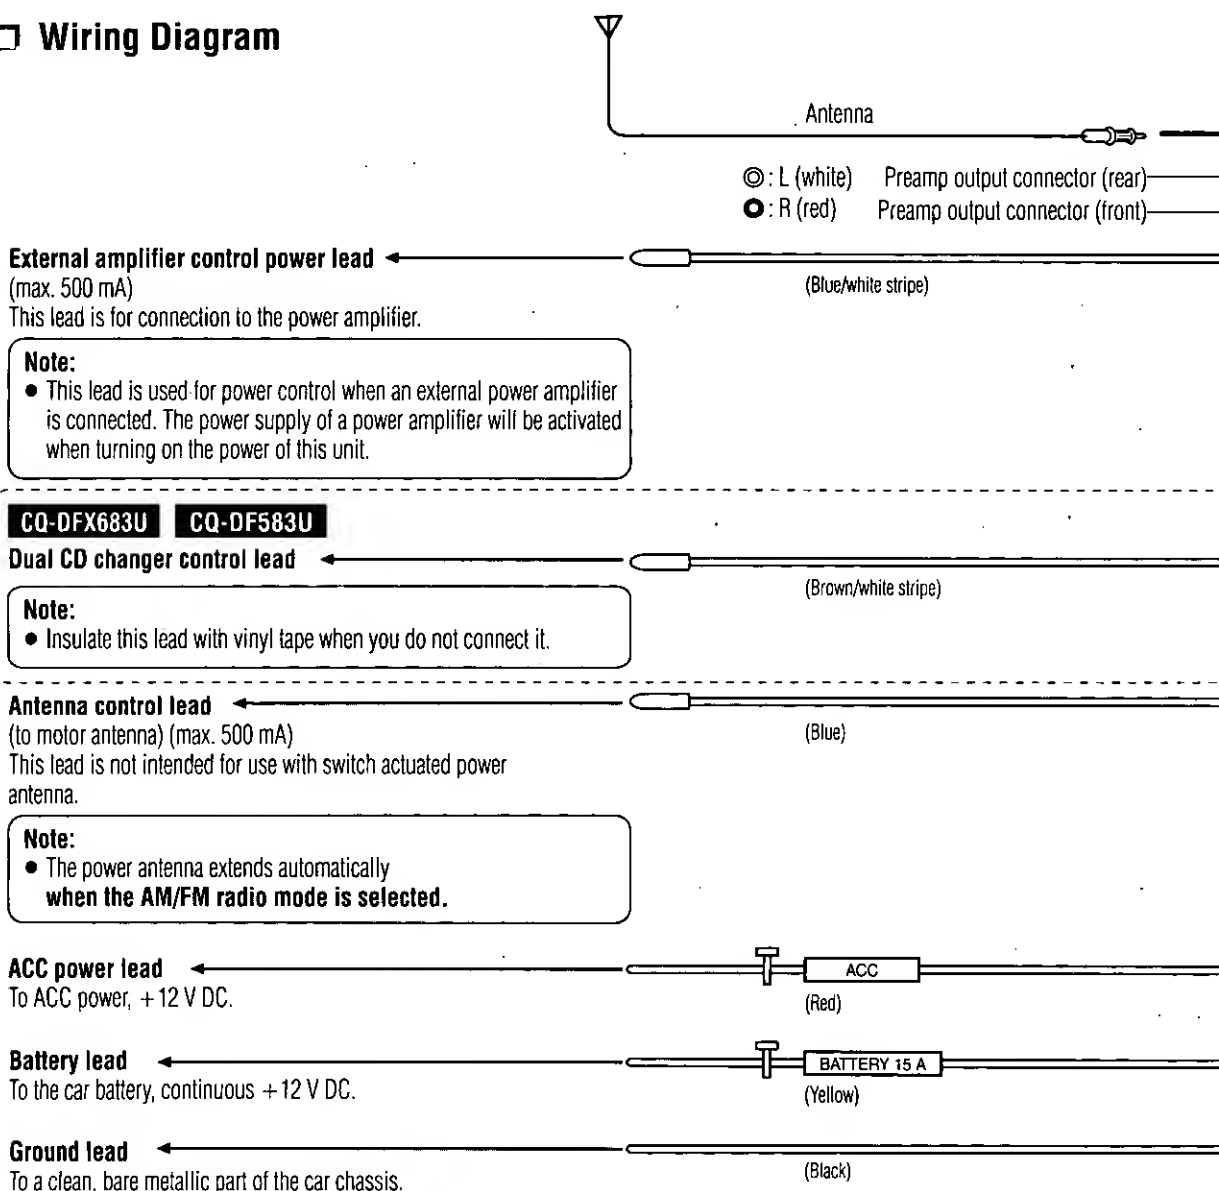 Wiring Diagram
Antenna
: L (white) Preamp output connector (rear)
: R (red) Preamp output connector (front)
External amplifier control power lead
(Blue/white stripe)
(max. 500 mA)
This lead is for connection to the power amplifier.
Note:
● This lead is used for power control when an external power amplifier
is connected. The power supply of a power amplifier will be activated
when turning on the power of this unit.
CQ-DFX683U CQ-DF583U
Dual CD changer control lead
(Brown/white stripe)
Note:
● Insulate this lead with vinyl tape when you do not connect it.
Antenna control lead
(Blue)
(to motor antenna) (max. 500 mA)
This lead is not intended for use with switch actuated power
antenna.
Note:
● The power antenna extends automatically
when the AM/FM radio mode is selected.
ACC power lead
ACC
(Red)
To ACC power, +12 V DC.
Battery lead
BATTERY 15 A
(Yellow)
To the car battery, continuous +12 V DC.
Ground lead
(Black)
To a clean, bare metallic part of the car chassis.